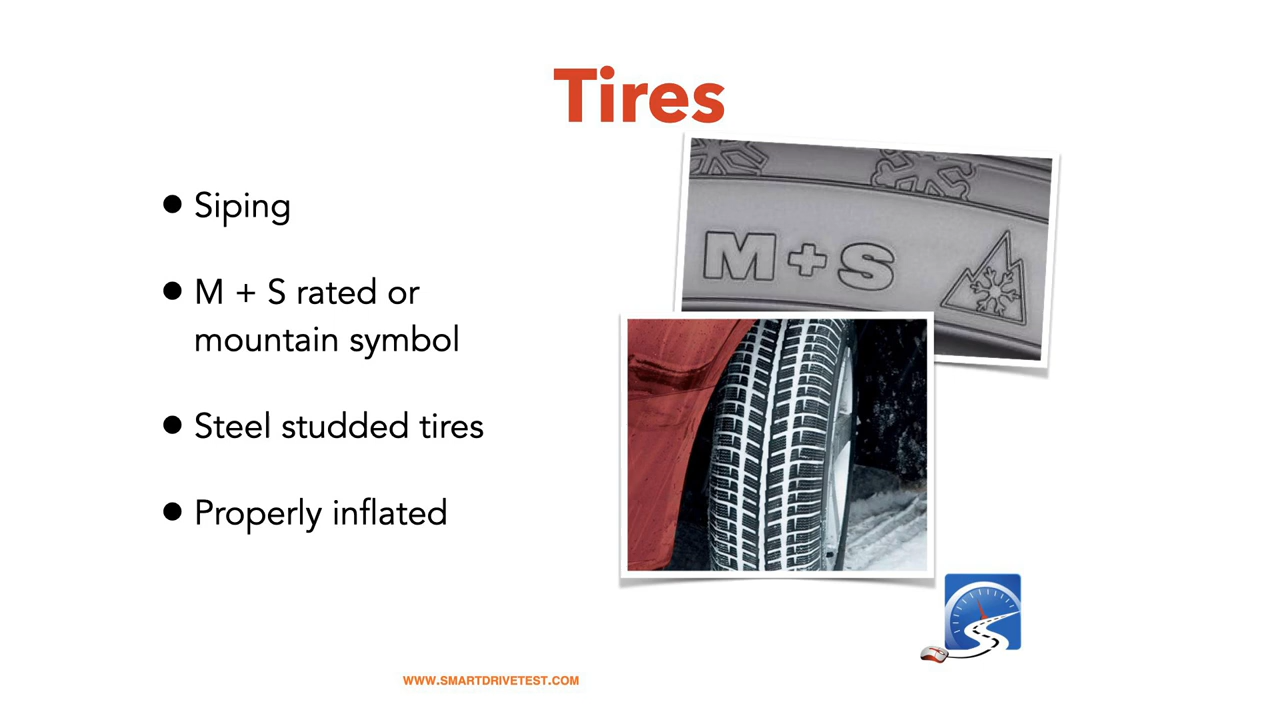 Tires
• Siping
• M + S rated or
mountain symbol
• Steel studded tires
• Properly inflated
M+S
WWW.SMARTDRIVETEST.COM